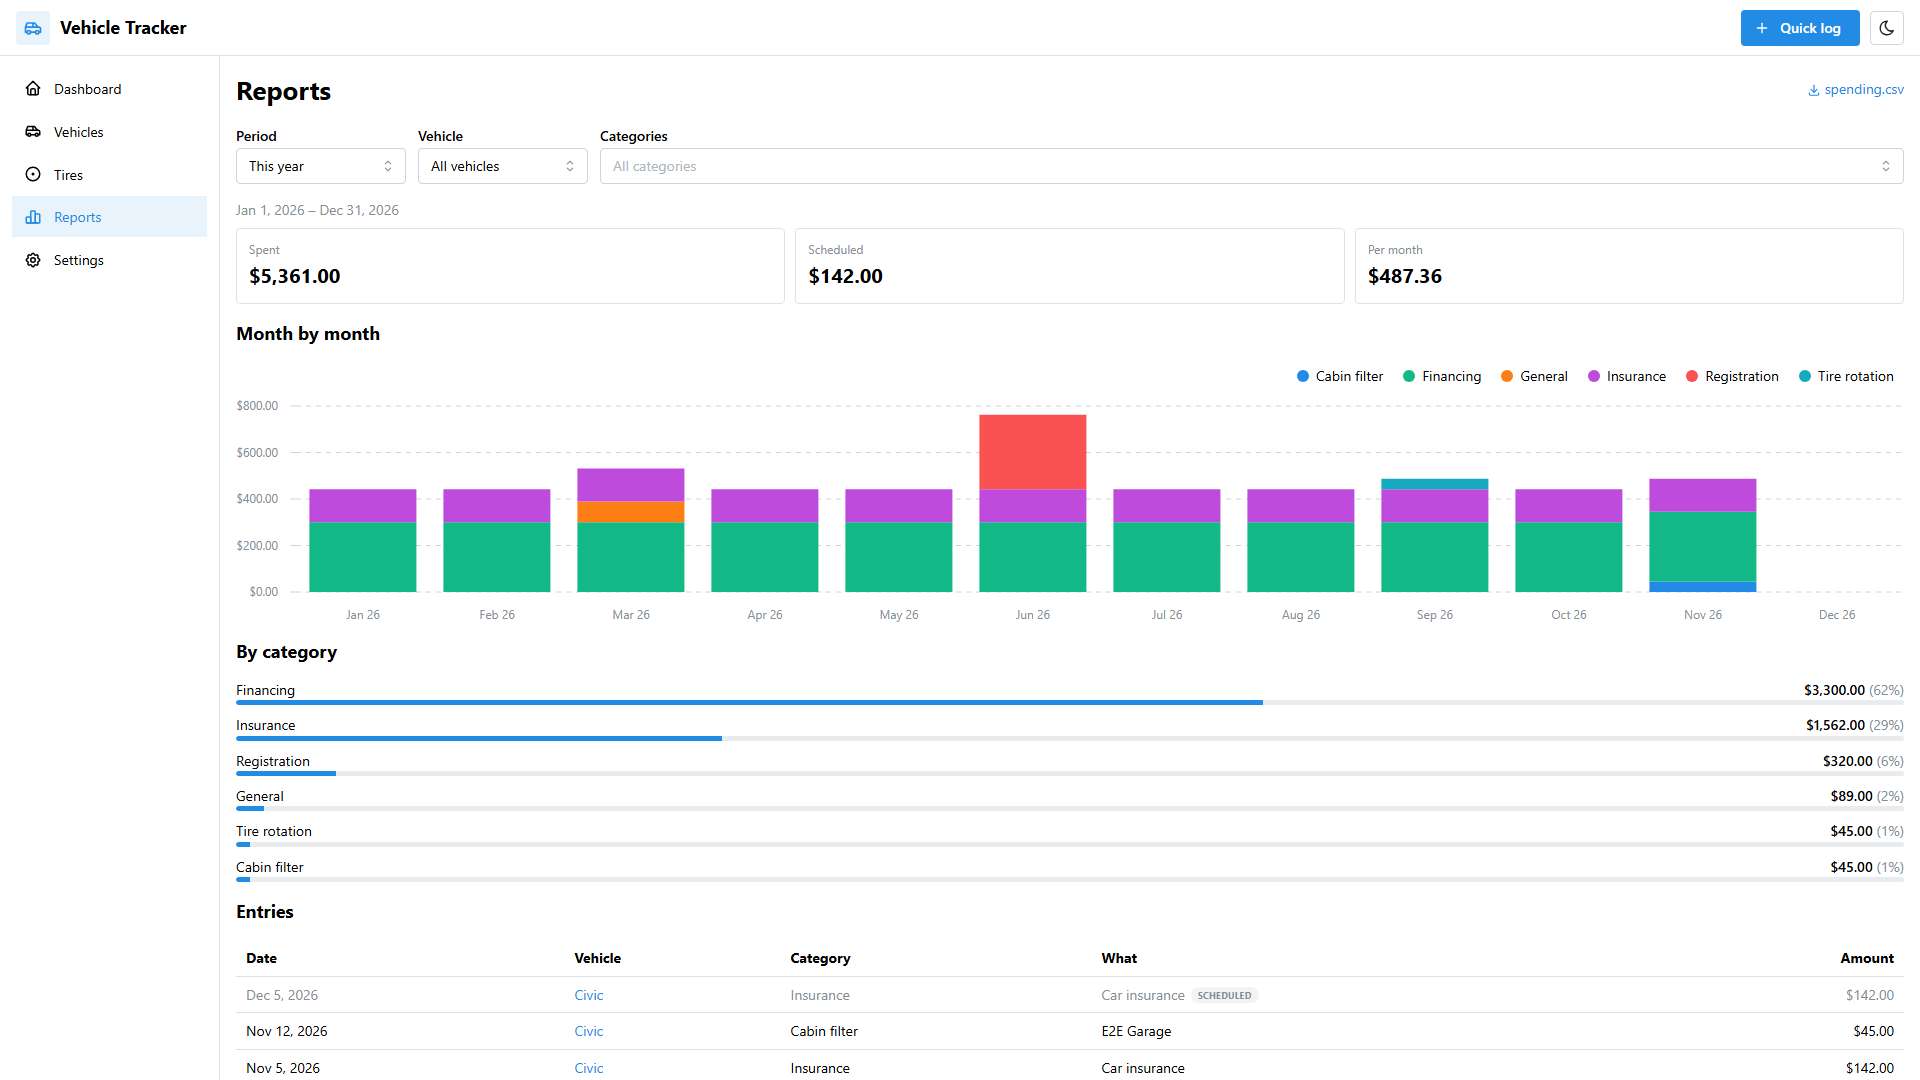 Vehicle Tracker
Quick log
Dashboard
Vehicles
Tires
Reports
Settings
Reports
spending.csv
Period
Vehicle
Categories
This year
All vehicles
All categories
Jan 1, 2026 – Dec 31, 2026
Spent
$5,361.00
Scheduled
$142.00
Per month
$487.36
Month by month
Cabin filter
Financing
General
Insurance
Registration
Tire rotation
$800.00
$600.00
$400.00
$200.00
$0.00
Jan 26
Feb 26
Mar 26
Apr 26
May 26
Jun 26
Jul 26
Aug 26
Sep 26
Oct 26
Nov 26
Dec 26
By category
Financing $3,300.00 (62%)
Insurance $1,562.00 (29%)
Registration $320.00 (6%)
General $89.00 (2%)
Tire rotation $45.00 (1%)
Cabin filter $45.00 (1%)
Entries
Date Vehicle Category What Amount
Dec 5, 2026 Civic Insurance Car insurance SCHEDULED $142.00
Nov 12, 2026 Civic Cabin filter E2E Garage $45.00
Nov 5, 2026 Civic Insurance Car insurance $142.00